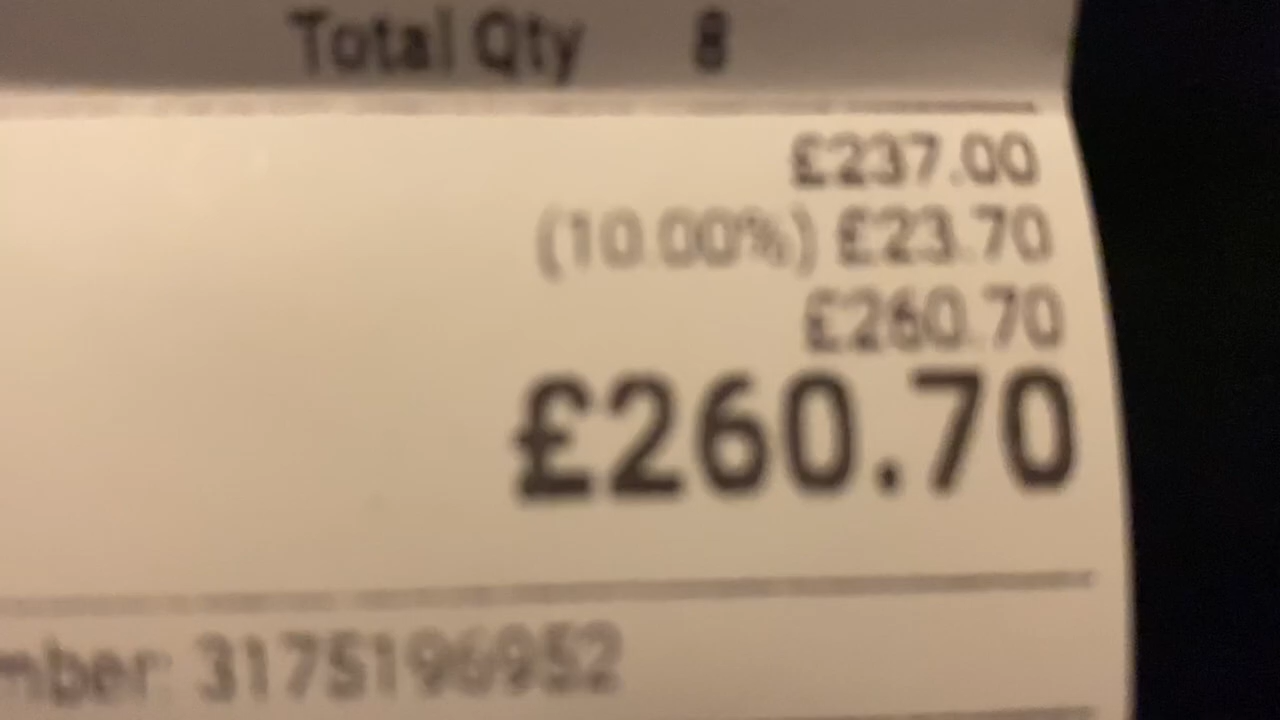 Total Qty 8
£237.00
(10.00%) £23.70
£260.70
£260.70
mber: 3175196952